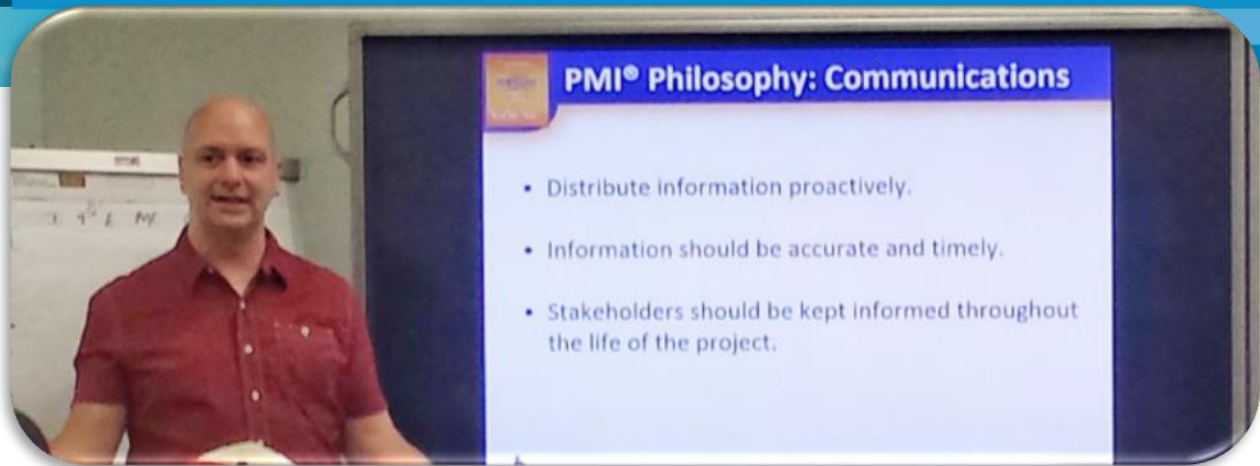 PMI® Philosophy: Communications
• Distribute information proactively.
• Information should be accurate and timely.
• Stakeholders should be kept informed throughout
the life of the project.